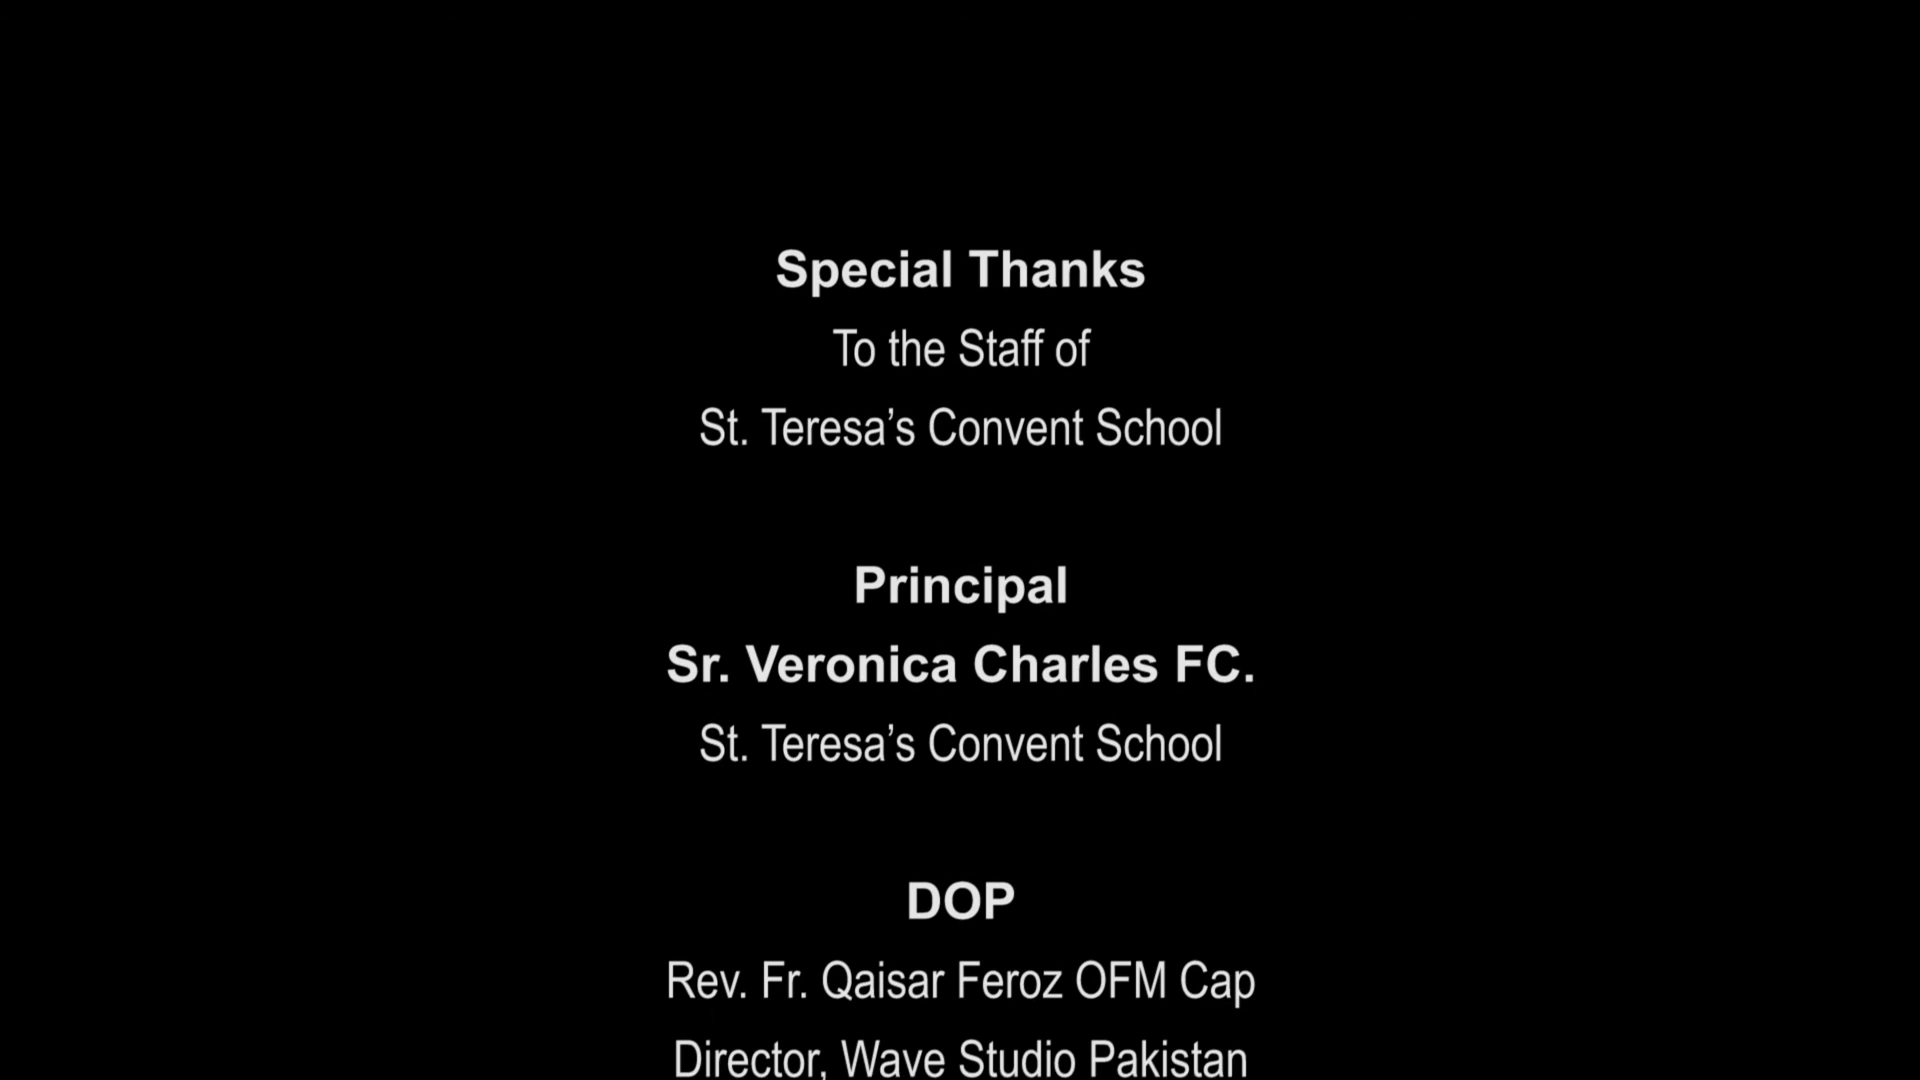 Special Thanks
To the Staff of
St. Teresa’s Convent School
Principal
Sr. Veronica Charles FC.
St. Teresa’s Convent School
DOP
Rev. Fr. Qaisar Feroz OFM Cap
Director, Wave Studio Pakistan